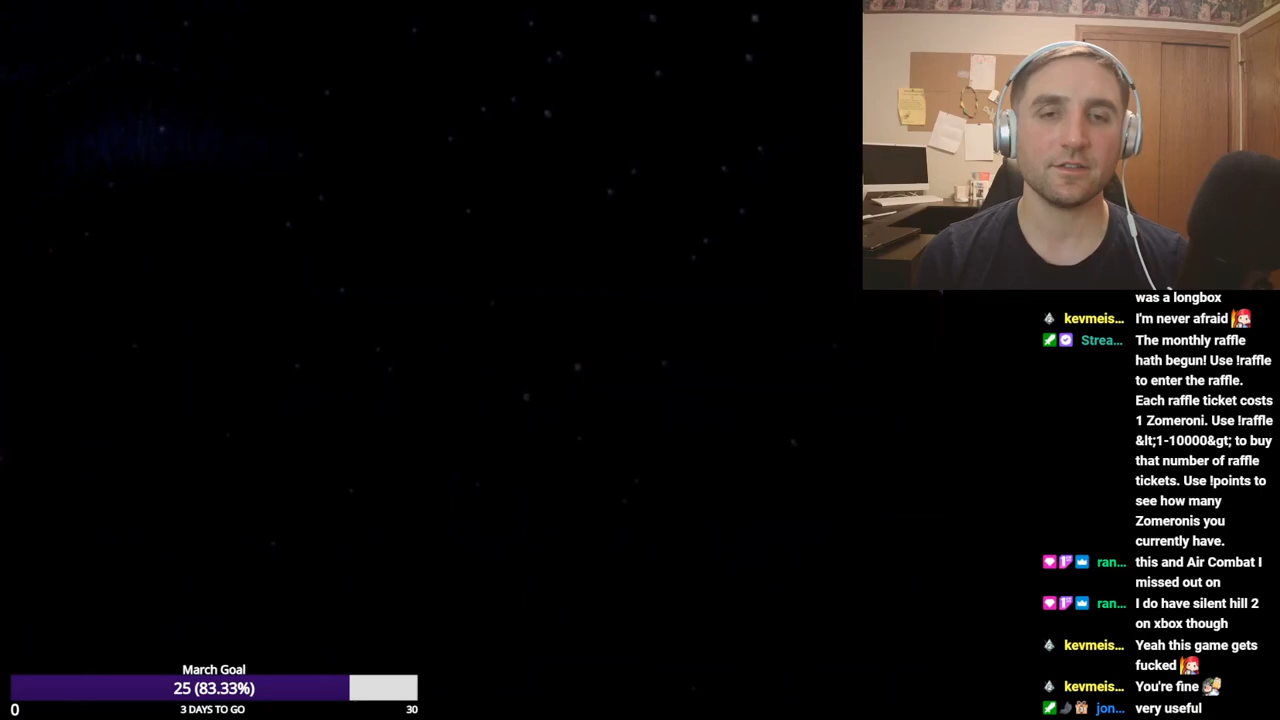 was a longbox
kevmeis... I'm never afraid
Strea... The monthly raffle
hath begun! Use !raffle
to enter the raffle.
Each raffle ticket costs
1 Zomeroni. Use !raffle
&lt;1-10000&gt; to buy
that number of raffle
tickets. Use !points to
see how many
Zomeronis you
currently have.
ran... this and Air Combat I
missed out on
ran... I do have silent hill 2
on xbox though
kevmeis... Yeah this game gets
fucked
kevmeis... You're fine
jon... very useful
March Goal
25 (83.33%)
0 3 DAYS TO GO 30